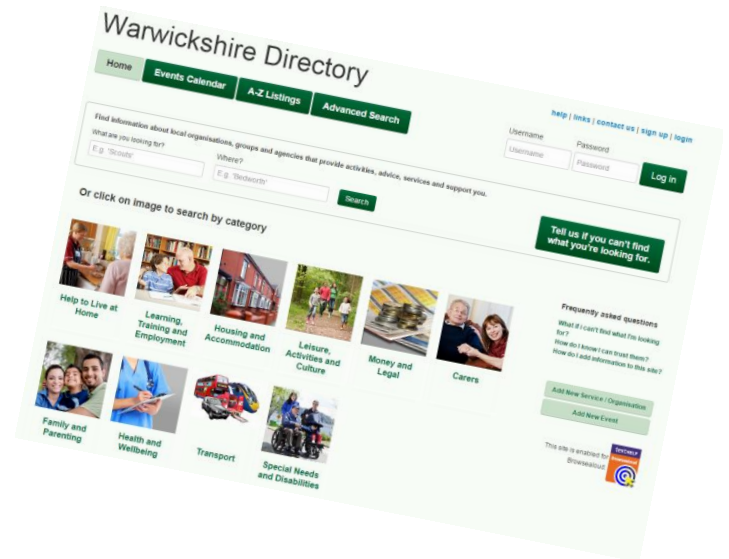 Warwickshire Directory
Home
Events Calendar
A-Z Listings
Advanced Search
help | links | contact us | sign up | login
Username
Password
Username
Password
Log in
Find information about local organisations, groups and agencies that provide activities, advice, services and support you.
What are you looking for?
Where?
E.g. 'Scouts'
E.g. 'Bedworth'
Search
Tell us if you can't find
what you're looking for.
Or click on image to search by category
Help to Live at
Home
Learning,
Training and
Employment
Housing and
Accommodation
Leisure,
Activities and
Culture
Money and
Legal
Carers
Family and
Parenting
Health and
Wellbeing
Transport
Special Needs
and Disabilities
Frequently asked questions
What if I can't find what I'm looking
for?
How do I know I can trust them?
How do I add information to this site?
Add New Service / Organisation
Add New Event
This site is enabled for
Browsealoud
texthelp
Browsealoud